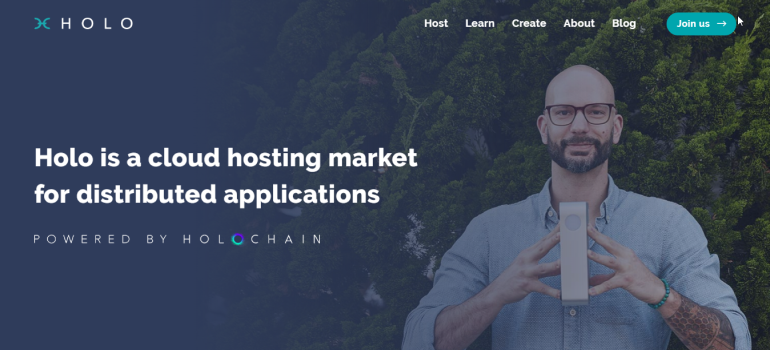 HOLO
Host Learn Create About Blog Join us
Holo is a cloud hosting market
for distributed applications
POWERED BY HOLOCHAIN